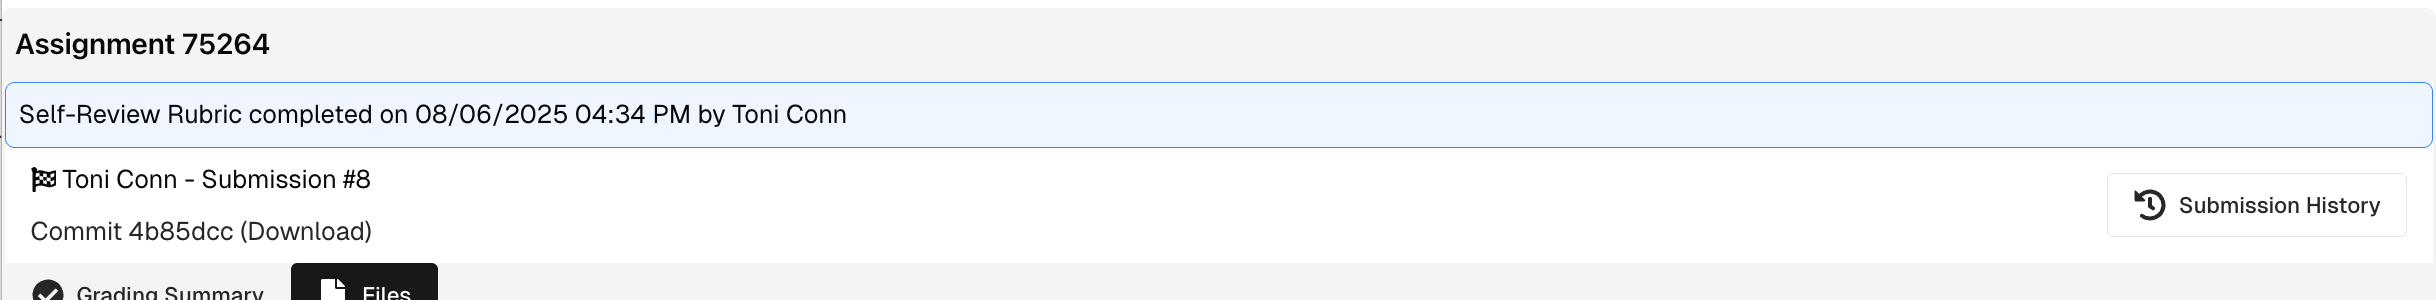 Assignment 75264
Self-Review Rubric completed on 08/06/2025 04:34 PM by Toni Conn
Toni Conn - Submission #8
Commit 4b85dcc (Download)
Submission History
Grading Summary
Files